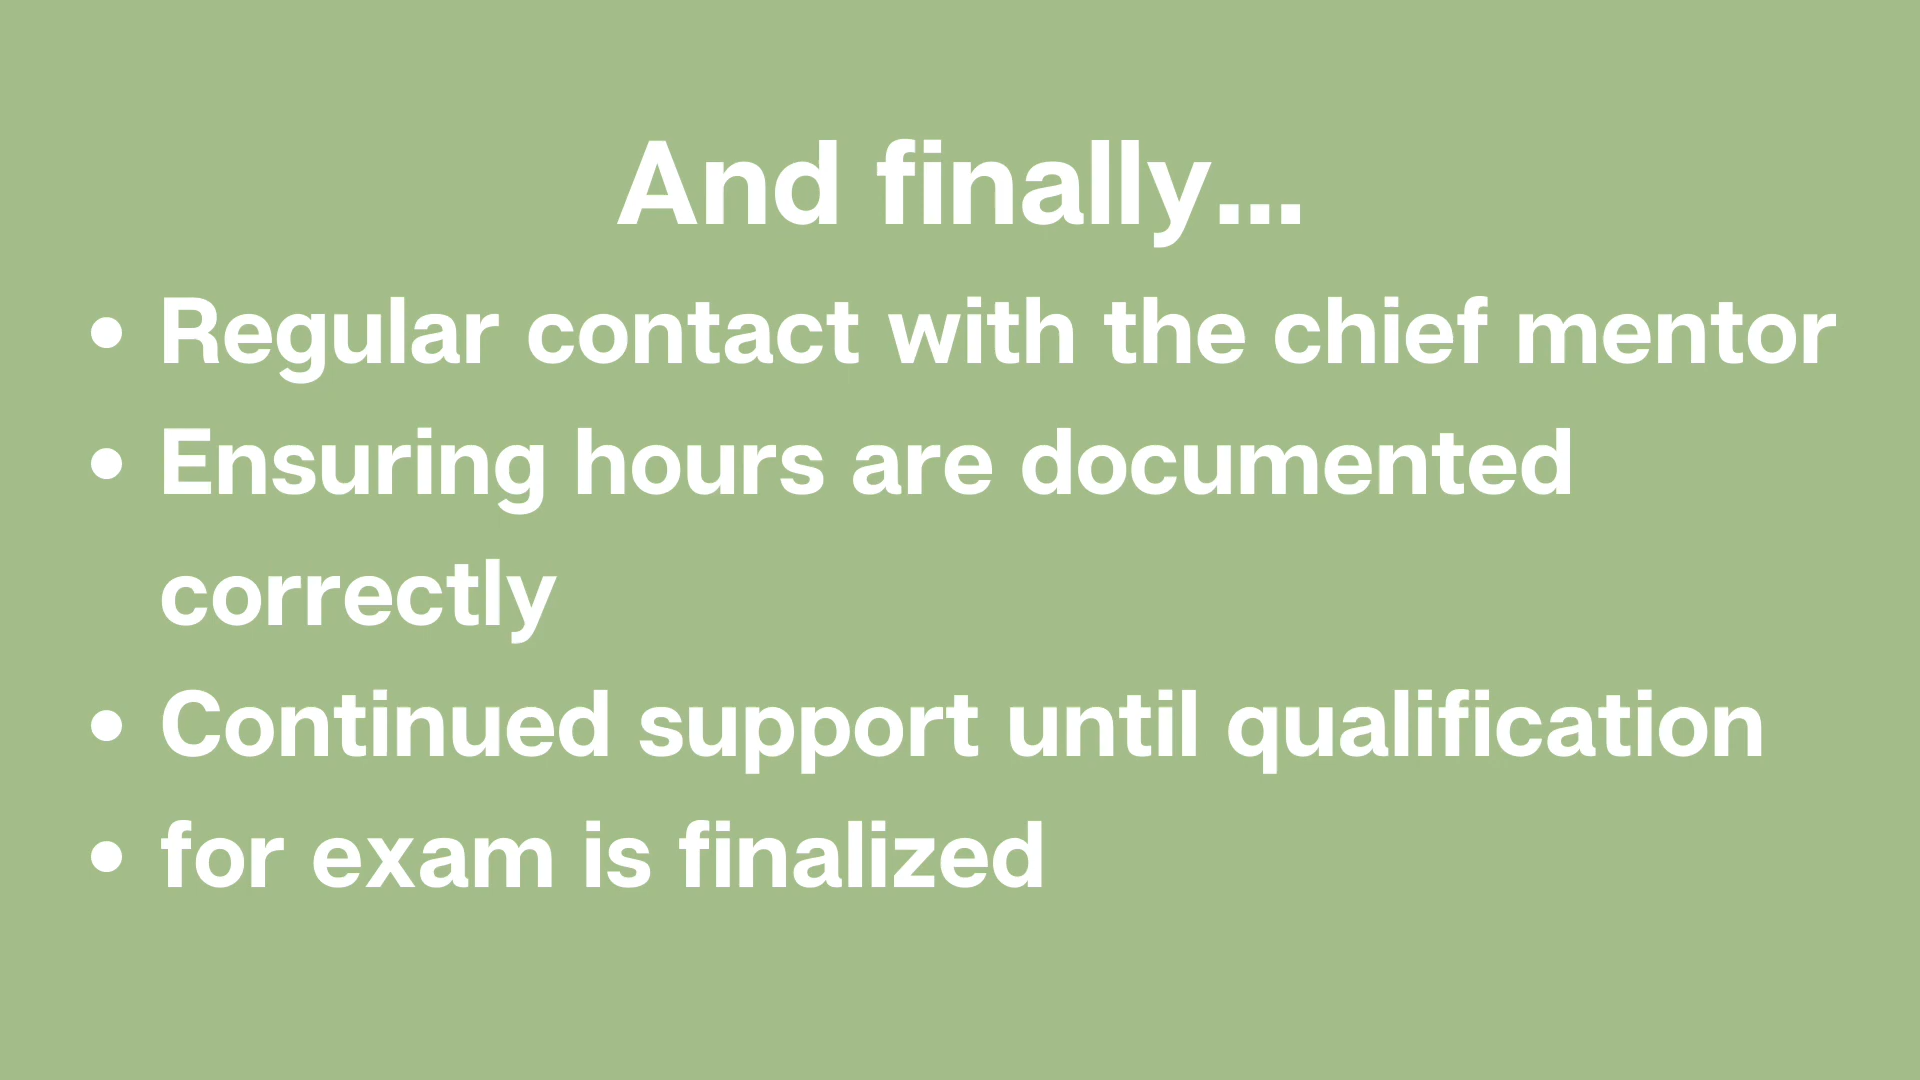 And finally...
• Regular contact with the chief mentor
• Ensuring hours are documented
correctly
• Continued support until qualification
• for exam is finalized